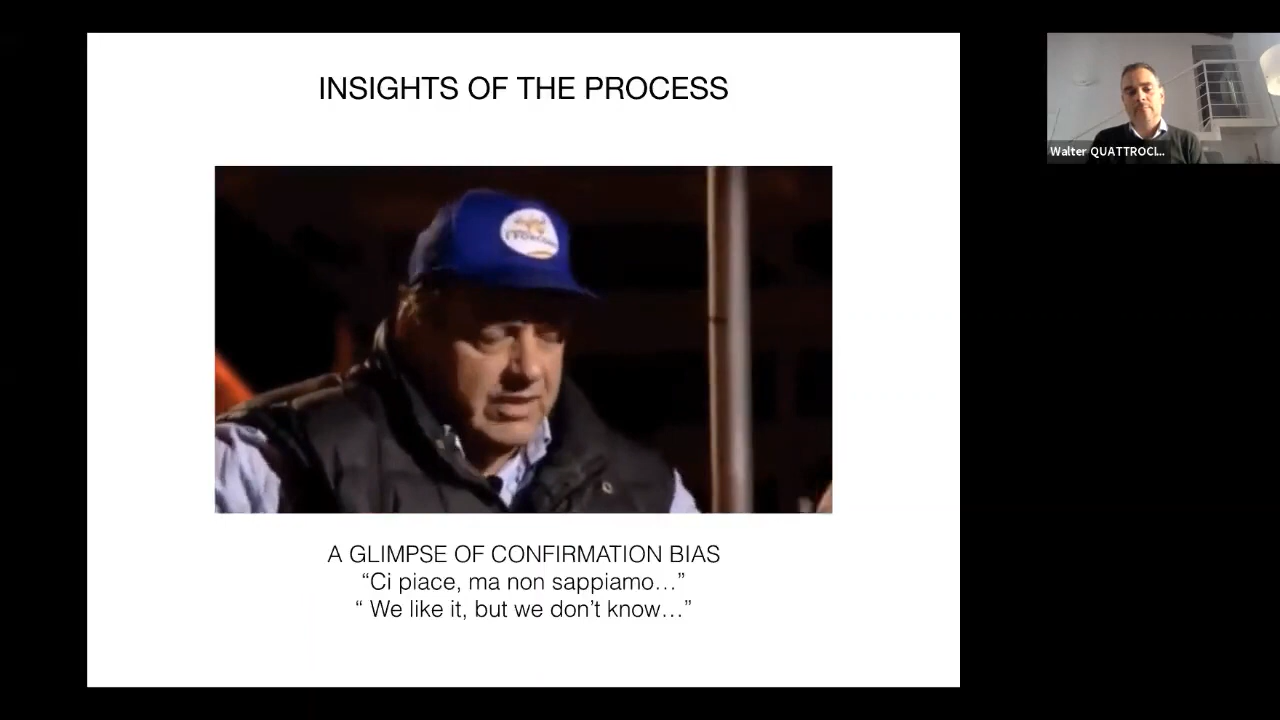 INSIGHTS OF THE PROCESS
Walter QUATTROCI...
A GLIMPSE OF CONFIRMATION BIAS
“Ci piace, ma non sappiamo…”
“ We like it, but we don’t know…”